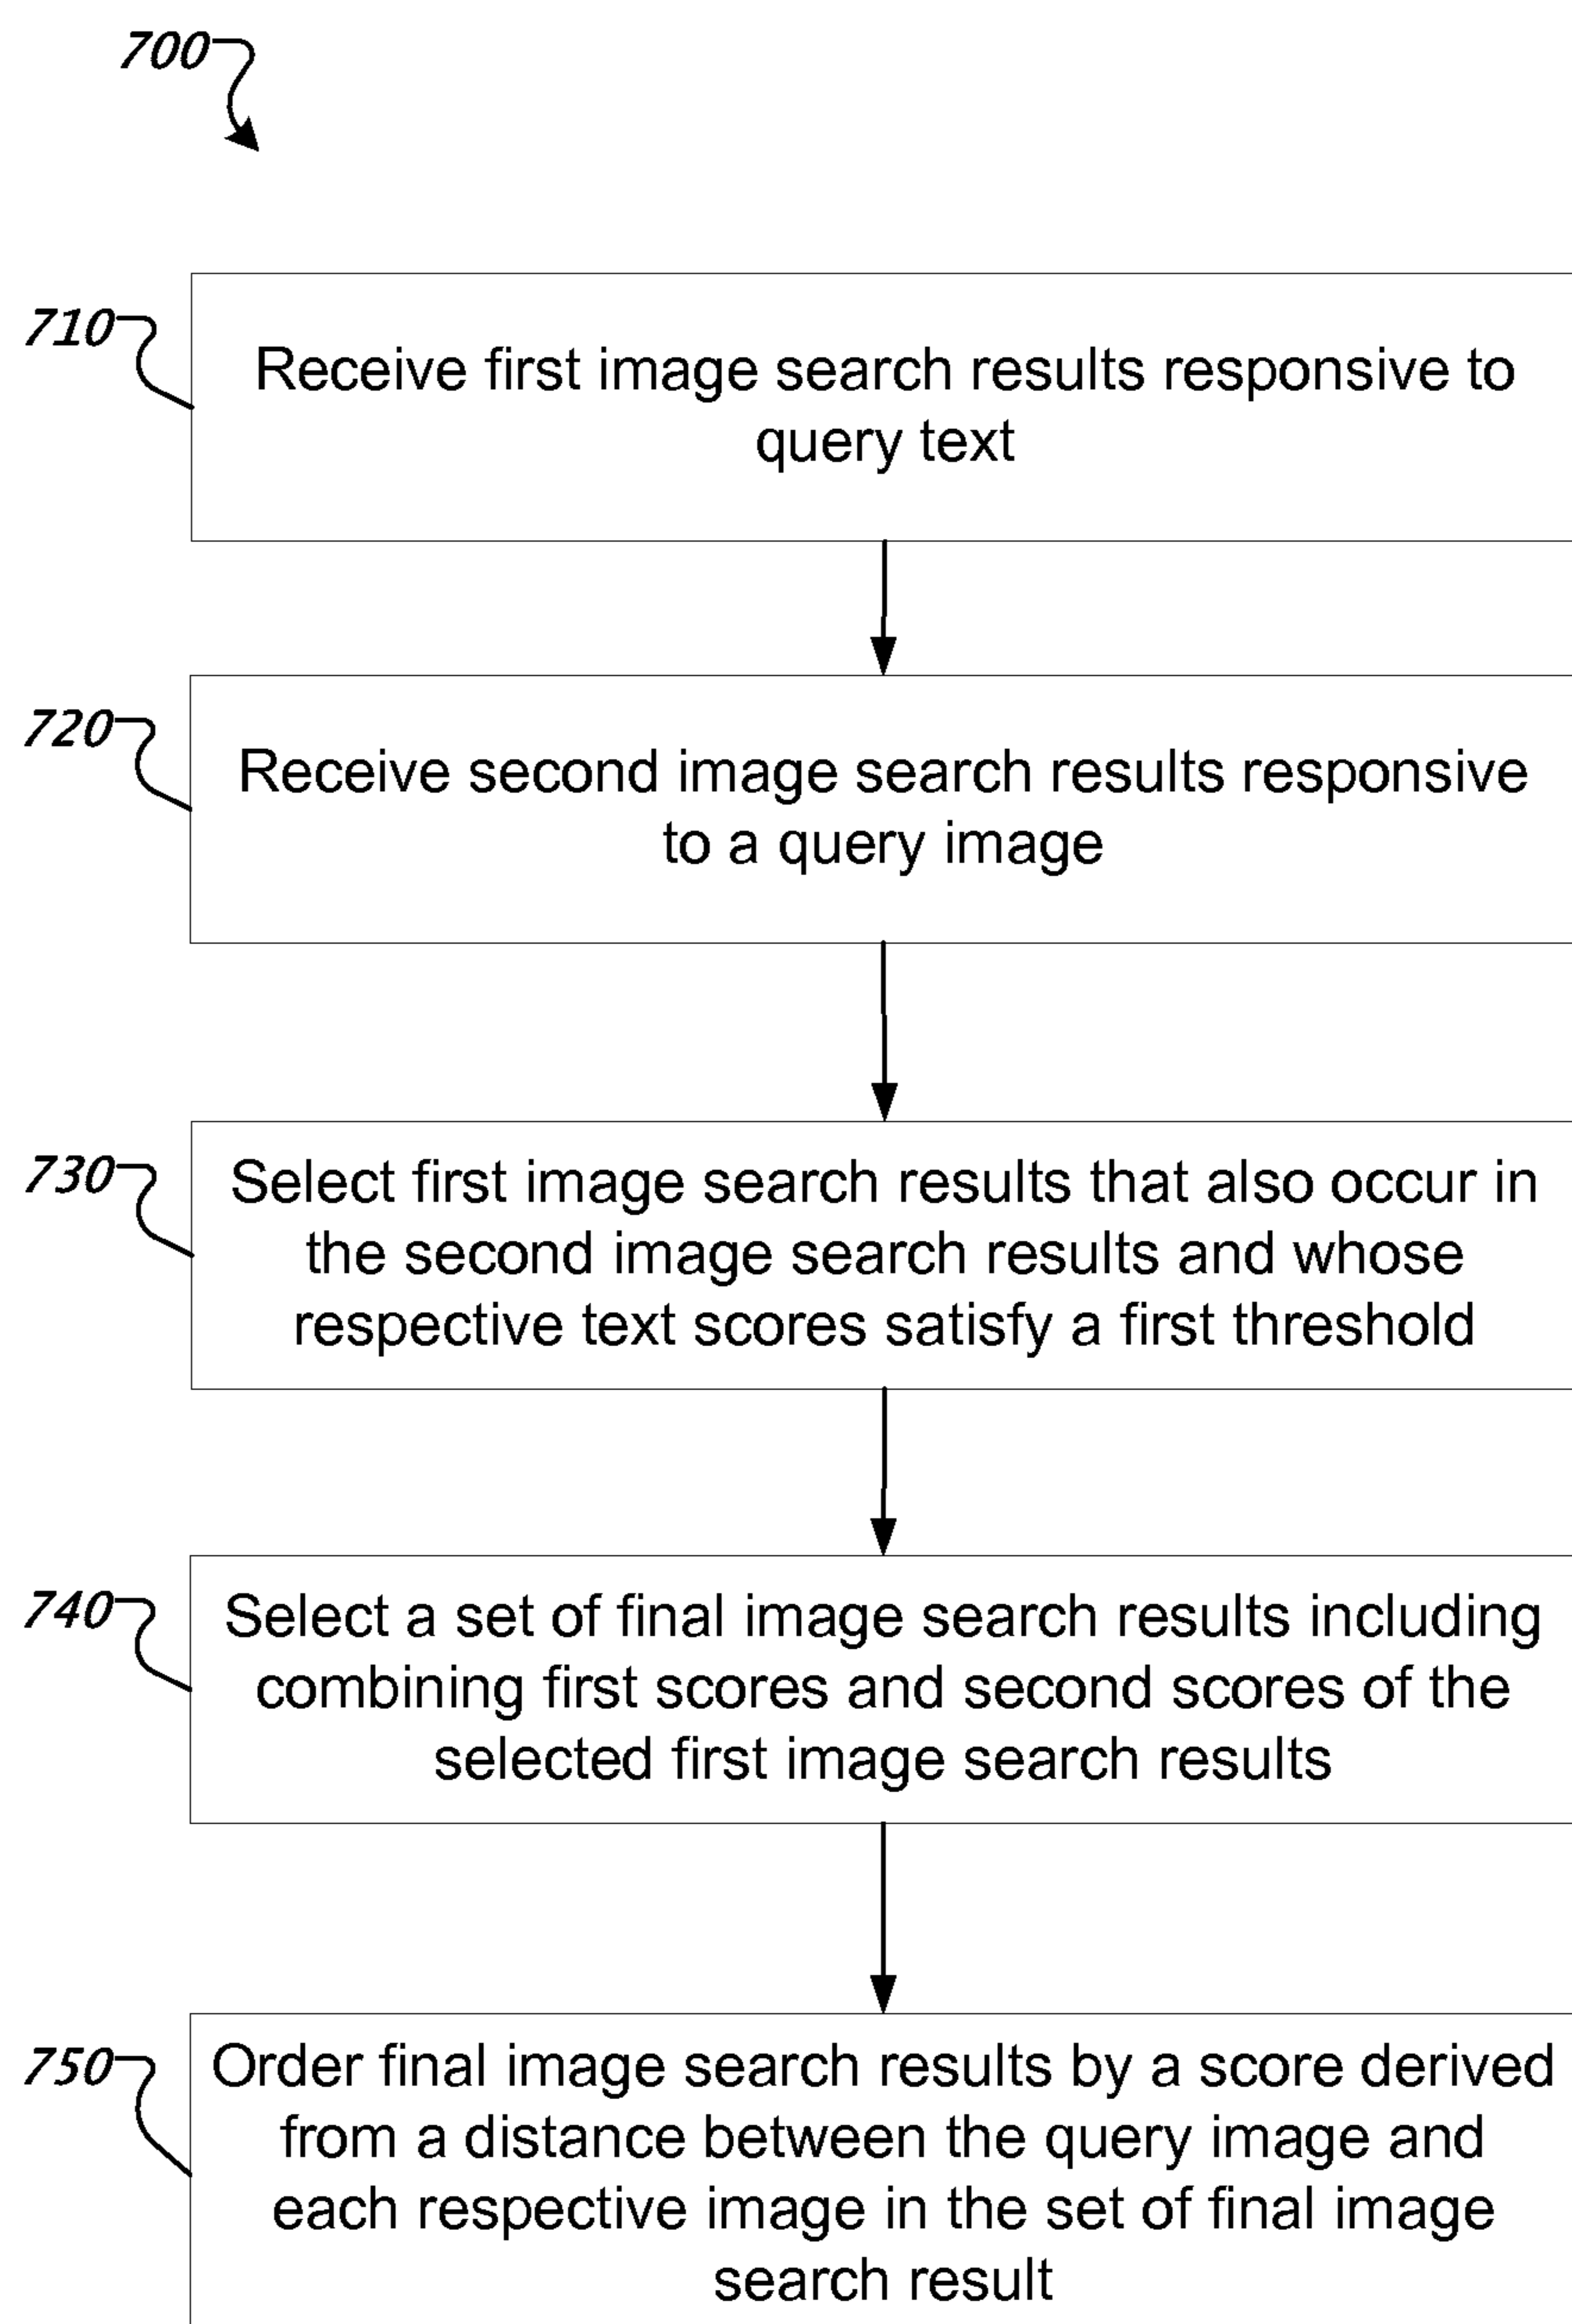 700
710
Receive first image search results responsive to
query text
720
Receive second image search results responsive
to a query image
730
Select first image search results that also occur in
the second image search results and whose
respective text scores satisfy a first threshold
740
Select a set of final image search results including
combining first scores and second scores of the
selected first image search results
750
Order final image search results by a score derived
from a distance between the query image and
each respective image in the set of final image
search result